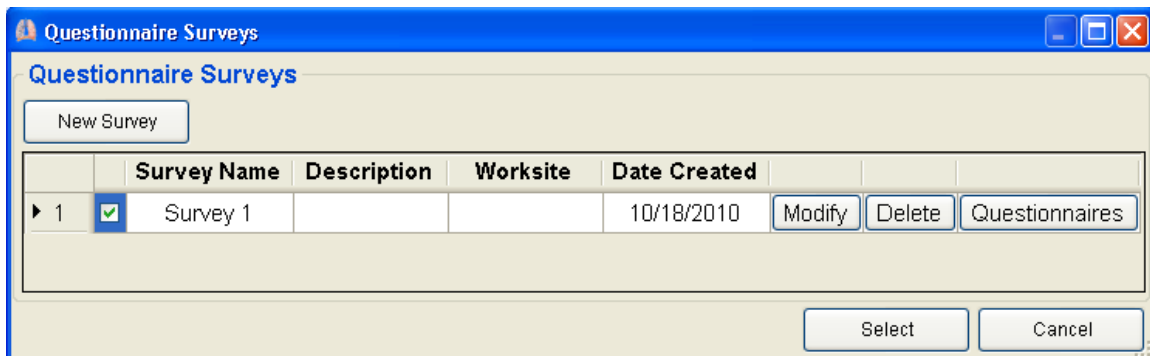 Questionnaire Surveys
Questionnaire Surveys
New Survey
Survey Name Description Worksite Date Created
1 Survey 1 10/18/2010 Modify Delete Questionnaires
Select Cancel